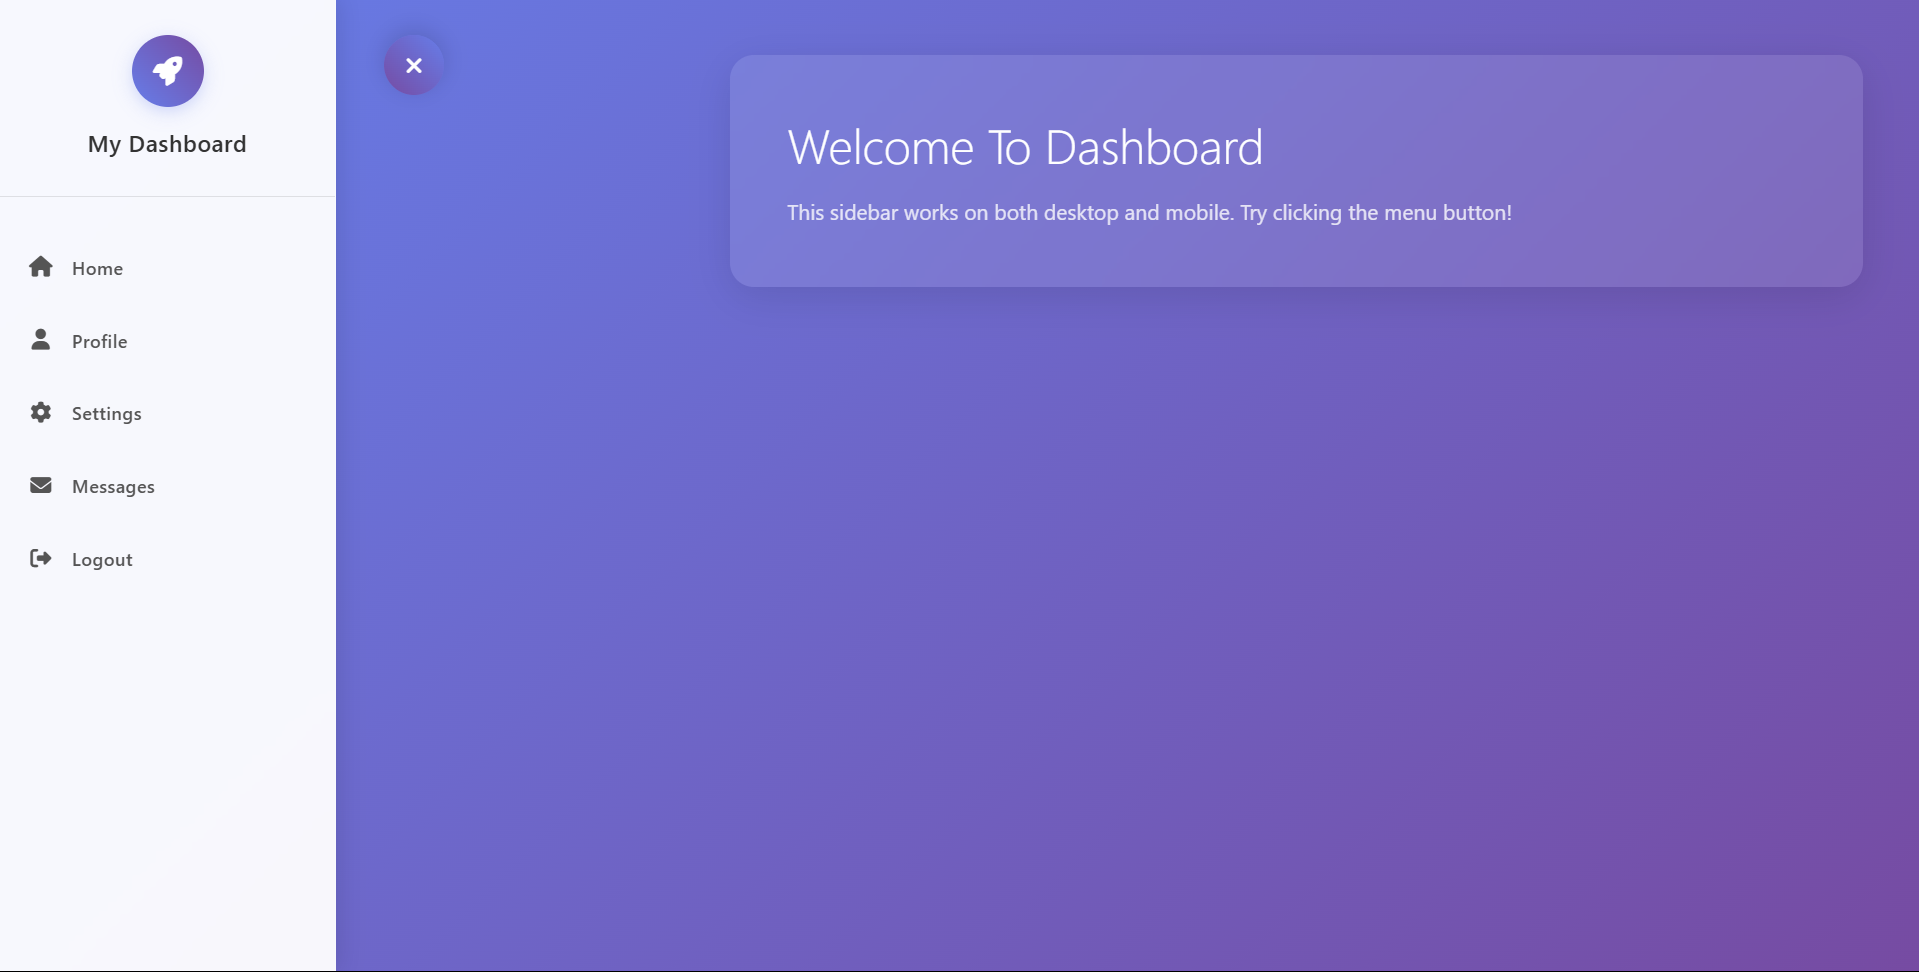 My Dashboard
Home
Profile
Settings
Messages
Logout
Welcome To Dashboard
This sidebar works on both desktop and mobile. Try clicking the menu button!